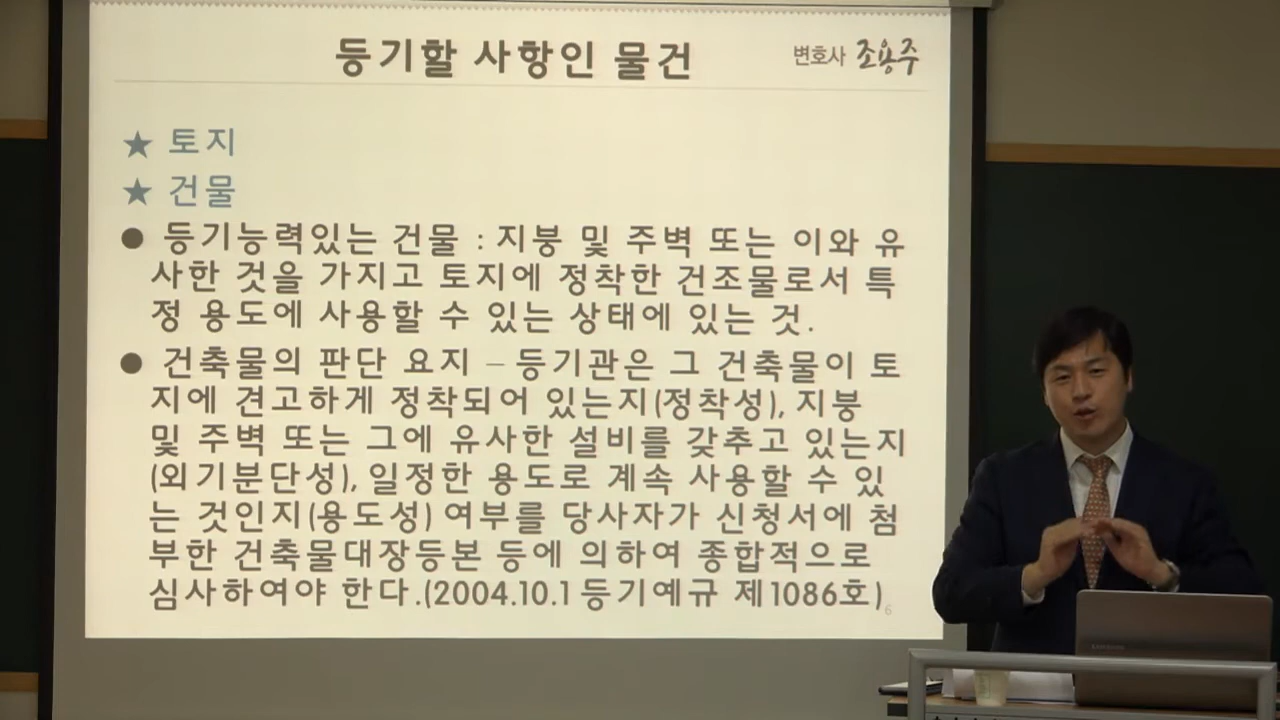 등기할 사항인 물건
변호사 조용주
★ 토지
★ 건물
● 등기능력있는 건물 : 지붕 및 주벽 또는 이와 유
사한 것을 가지고 토지에 정착한 건조물로서 특
정 용도에 사용할 수 있는 상태에 있는 것.
● 건축물의 판단 요지 – 등기관은 그 건축물이 토
지에 견고하게 정착되어 있는지(정착성), 지붕
및 주벽 또는 그에 유사한 설비를 갖추고 있는지
(외기분단성), 일정한 용도로 계속 사용할 수 있
는 것인지(용도성) 여부를 당사자가 신청서에 첨
부한 건축물대장등본 등에 의하여 종합적으로
심사하여야 한다.(2004.10.1 등기예규 제1086호)
6
SAMSUNG